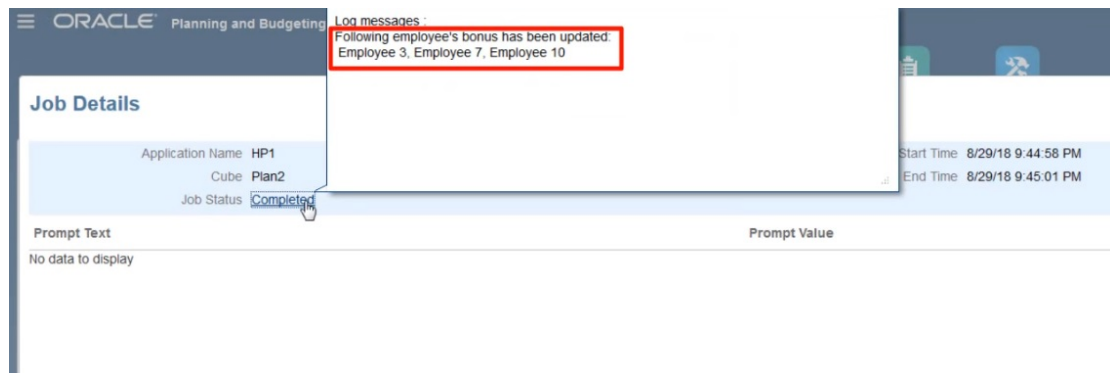 ORACLE Planning and Budgeting
Log messages :
Following employee's bonus has been updated:
Employee 3, Employee 7, Employee 10
Job Details
Application Name HP1
Start Time 8/29/18 9:44:58 PM
Cube Plan2
End Time 8/29/18 9:45:01 PM
Job Status Completed
Prompt Text
Prompt Value
No data to display